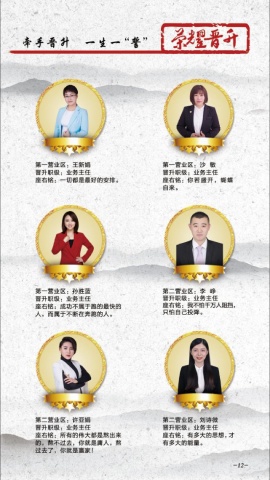 牵手晋升 一生一“誓”
荣耀晋升
第一营业区：王新娟
晋升职级：业务主任
座右铭：一切都是最好的安排。
第一营业区：沙 敏
晋升职级：业务主任
座右铭：你若盛开，蝴蝶
自来。
第一营业区：孙胜蓝
晋升职级：业务主任
座右铭：成功不属于跑的最快的
人，而属于不断在奔跑的人。
第二营业区：李 峥
晋升职级：业务主任
座右铭：我不怕千万人阻挡，
只怕自己投降。
第二营业区：许亚娟
晋升职级：业务主任
座右铭：所有的伟大都是熬出来
的，熬不过去，你就是庸人，熬
过去了，你就是赢家！
第二营业区：刘诗微
晋升职级：业务主任
座右铭：有多大的思想，才
有多大的能量。
-12-